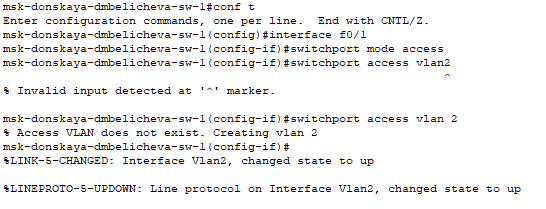 msk-donskaya-dmbelicheva-sw-1#conf t
Enter configuration commands, one per line.  End with CNTL/Z.
msk-donskaya-dmbelicheva-sw-1(config)#interface f0/1
msk-donskaya-dmbelicheva-sw-1(config-if)#switchport mode access
msk-donskaya-dmbelicheva-sw-1(config-if)#switchport access vlan2
^
% Invalid input detected at '^' marker.
msk-donskaya-dmbelicheva-sw-1(config-if)#switchport access vlan 2
% Access VLAN does not exist. Creating vlan 2
msk-donskaya-dmbelicheva-sw-1(config-if)#
%LINK-5-CHANGED: Interface Vlan2, changed state to up
%LINEPROTO-5-UPDOWN: Line protocol on Interface Vlan2, changed state to up